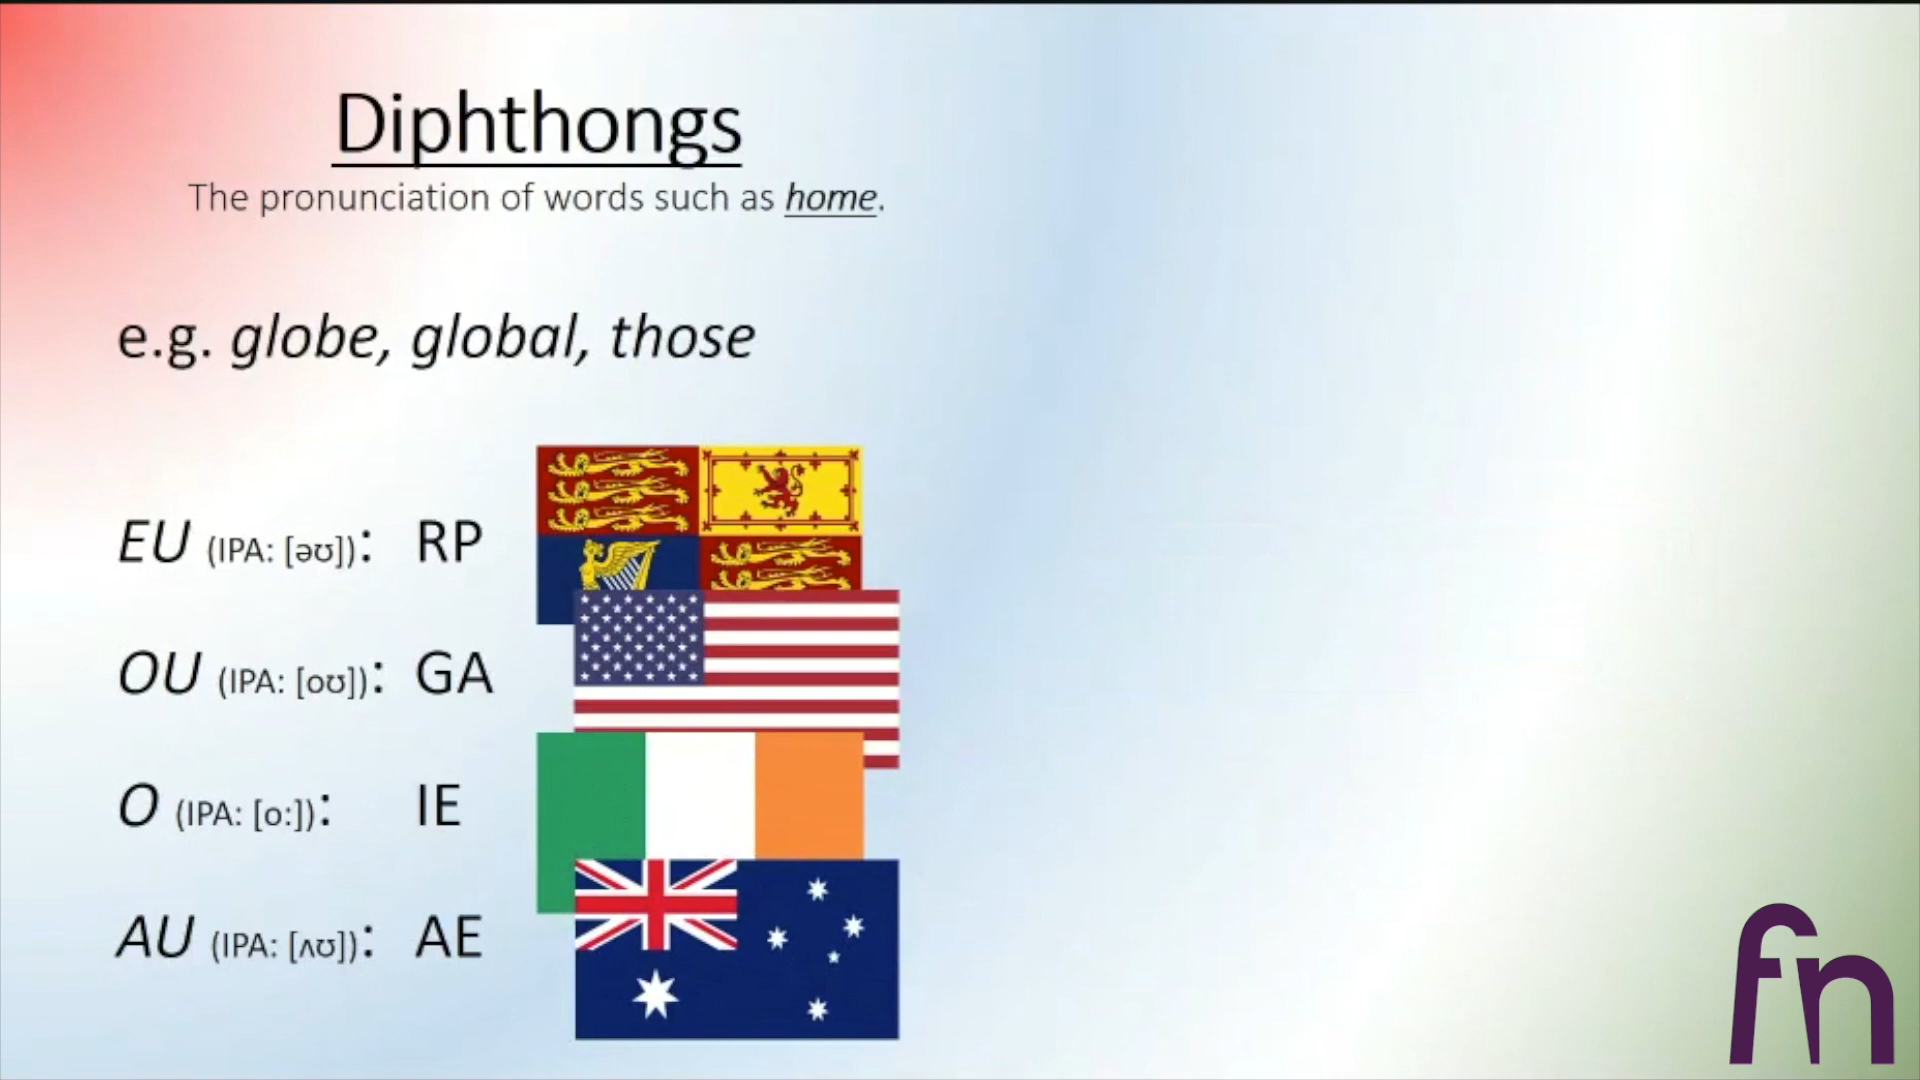 Diphthongs
The pronunciation of words such as home.
e.g. globe, global, those
EU (IPA: [əʊ]): RP
OU (IPA: [oʊ]): GA
O (IPA: [o:]): IE
AU (IPA: [ʌʊ]): AE
fn